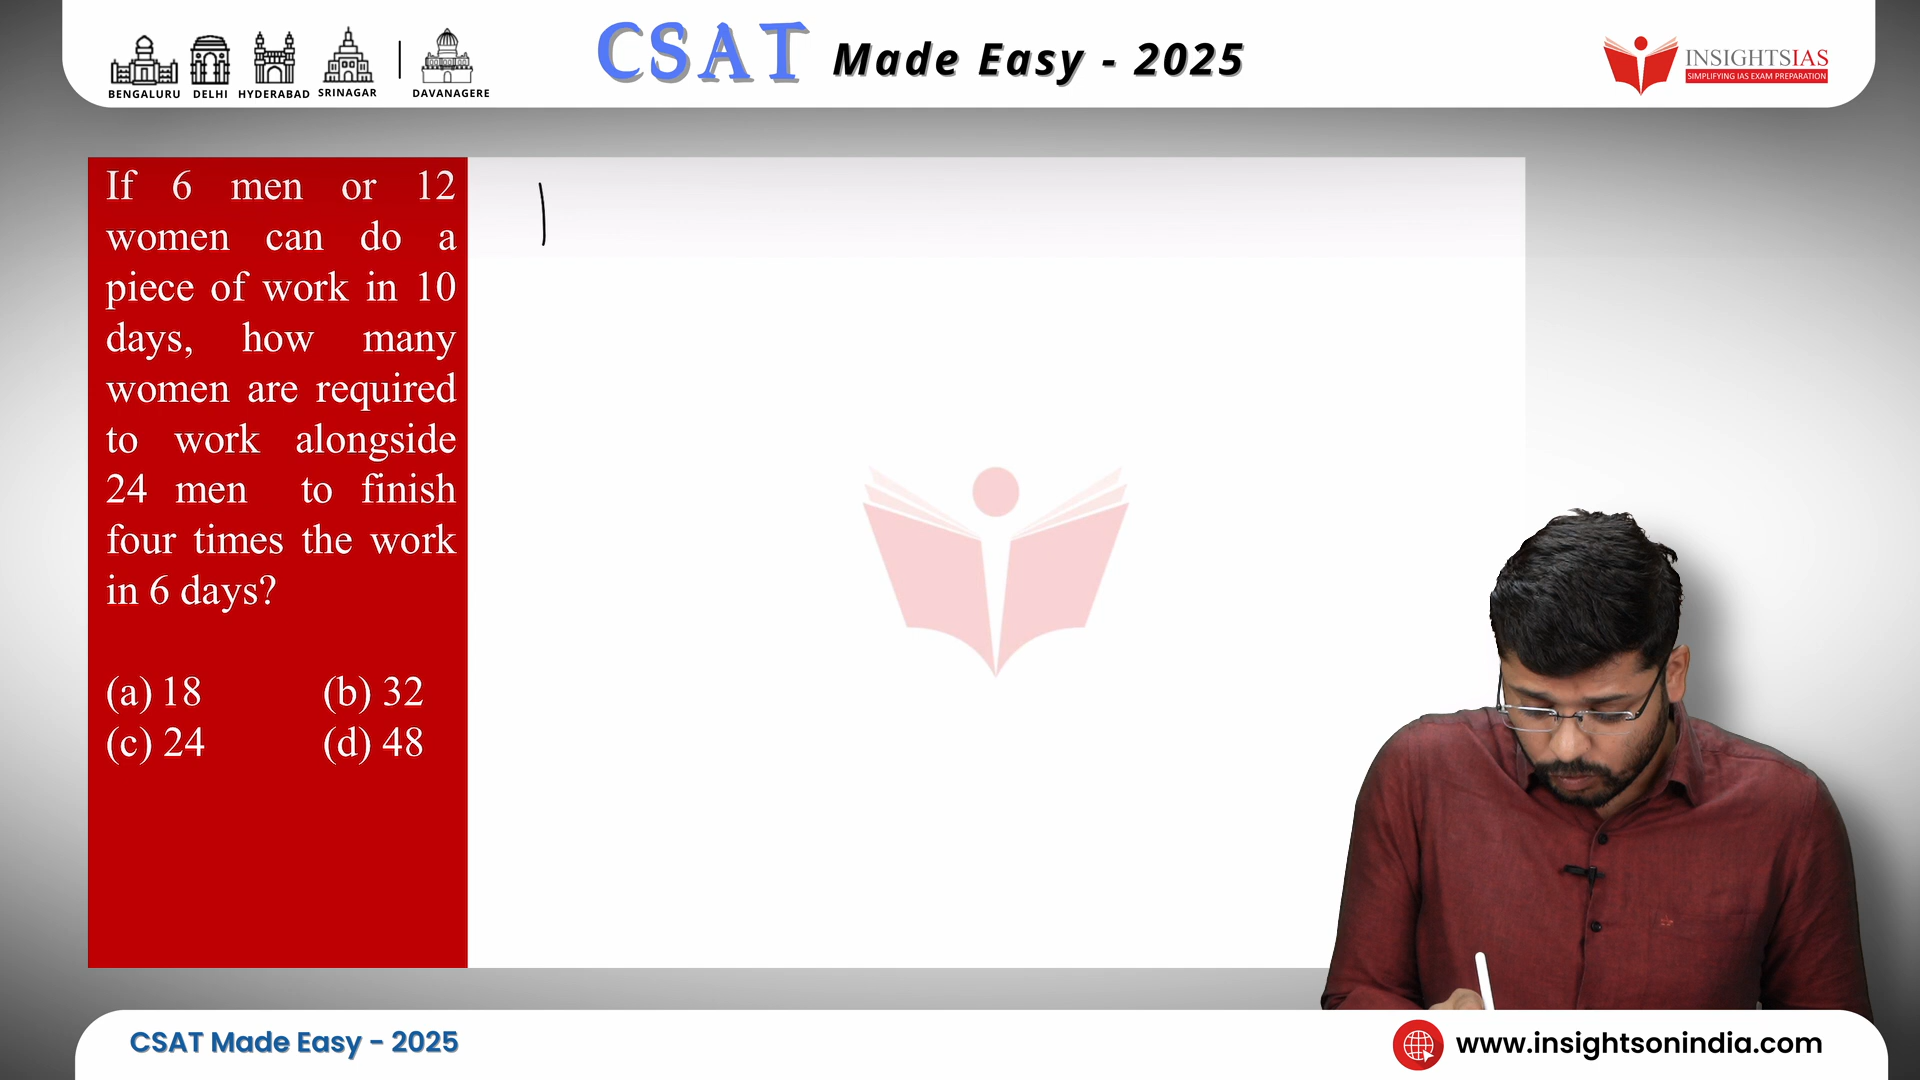 BENGALURU DELHI HYDERABAD SRINAGAR DAVANAGERE
CSAT Made Easy - 2025
INSIGHTSIAS
SIMPLIFYING IAS EXAM PREPARATION
If 6 men or 12
women can do a
piece of work in 10
days, how many
women are required
to work alongside
24 men to finish
four times the work
in 6 days?
(a) 18 (b) 32
(c) 24 (d) 48
CSAT Made Easy - 2025
www.insightsonindia.com